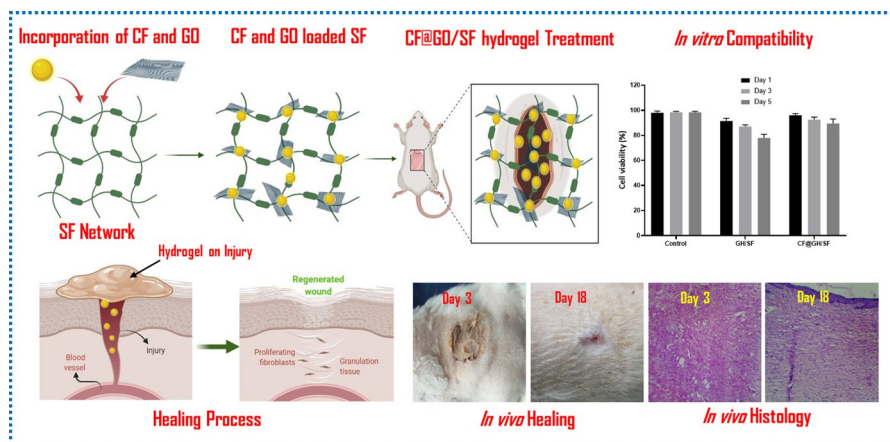 Incorporation of CF and GO
CF and GO loaded SF
CF@GO/SF hydrogel Treatment
In vitro Compatibility
SF Network
Day 1
Day 3
Day 5
Cell viability (%)
120
100
80
60
40
20
0
Control
GH/SF
CF@GH/SF
Hydrogel on Injury
Injury
Blood
vessel
Regenerated
wound
Proliferating
fibroblasts
Granulation
tissue
Healing Process
Day 3
Day 18
In vivo Healing
Day 3
Day 18
In vivo Histology